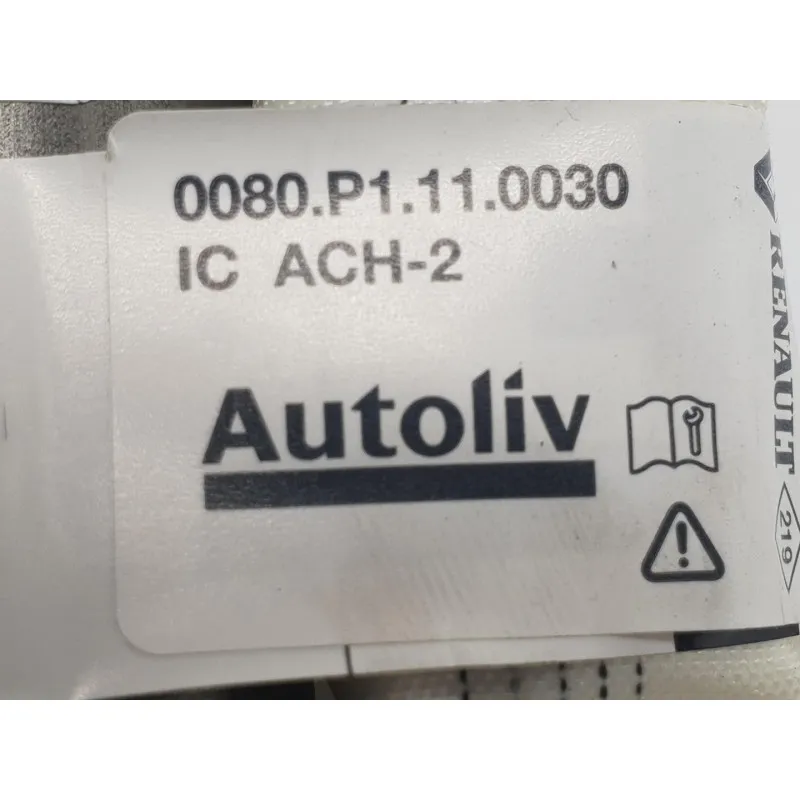 0080.P1.11.0030
IC ACH-2
Autoliv
RENAULT
219